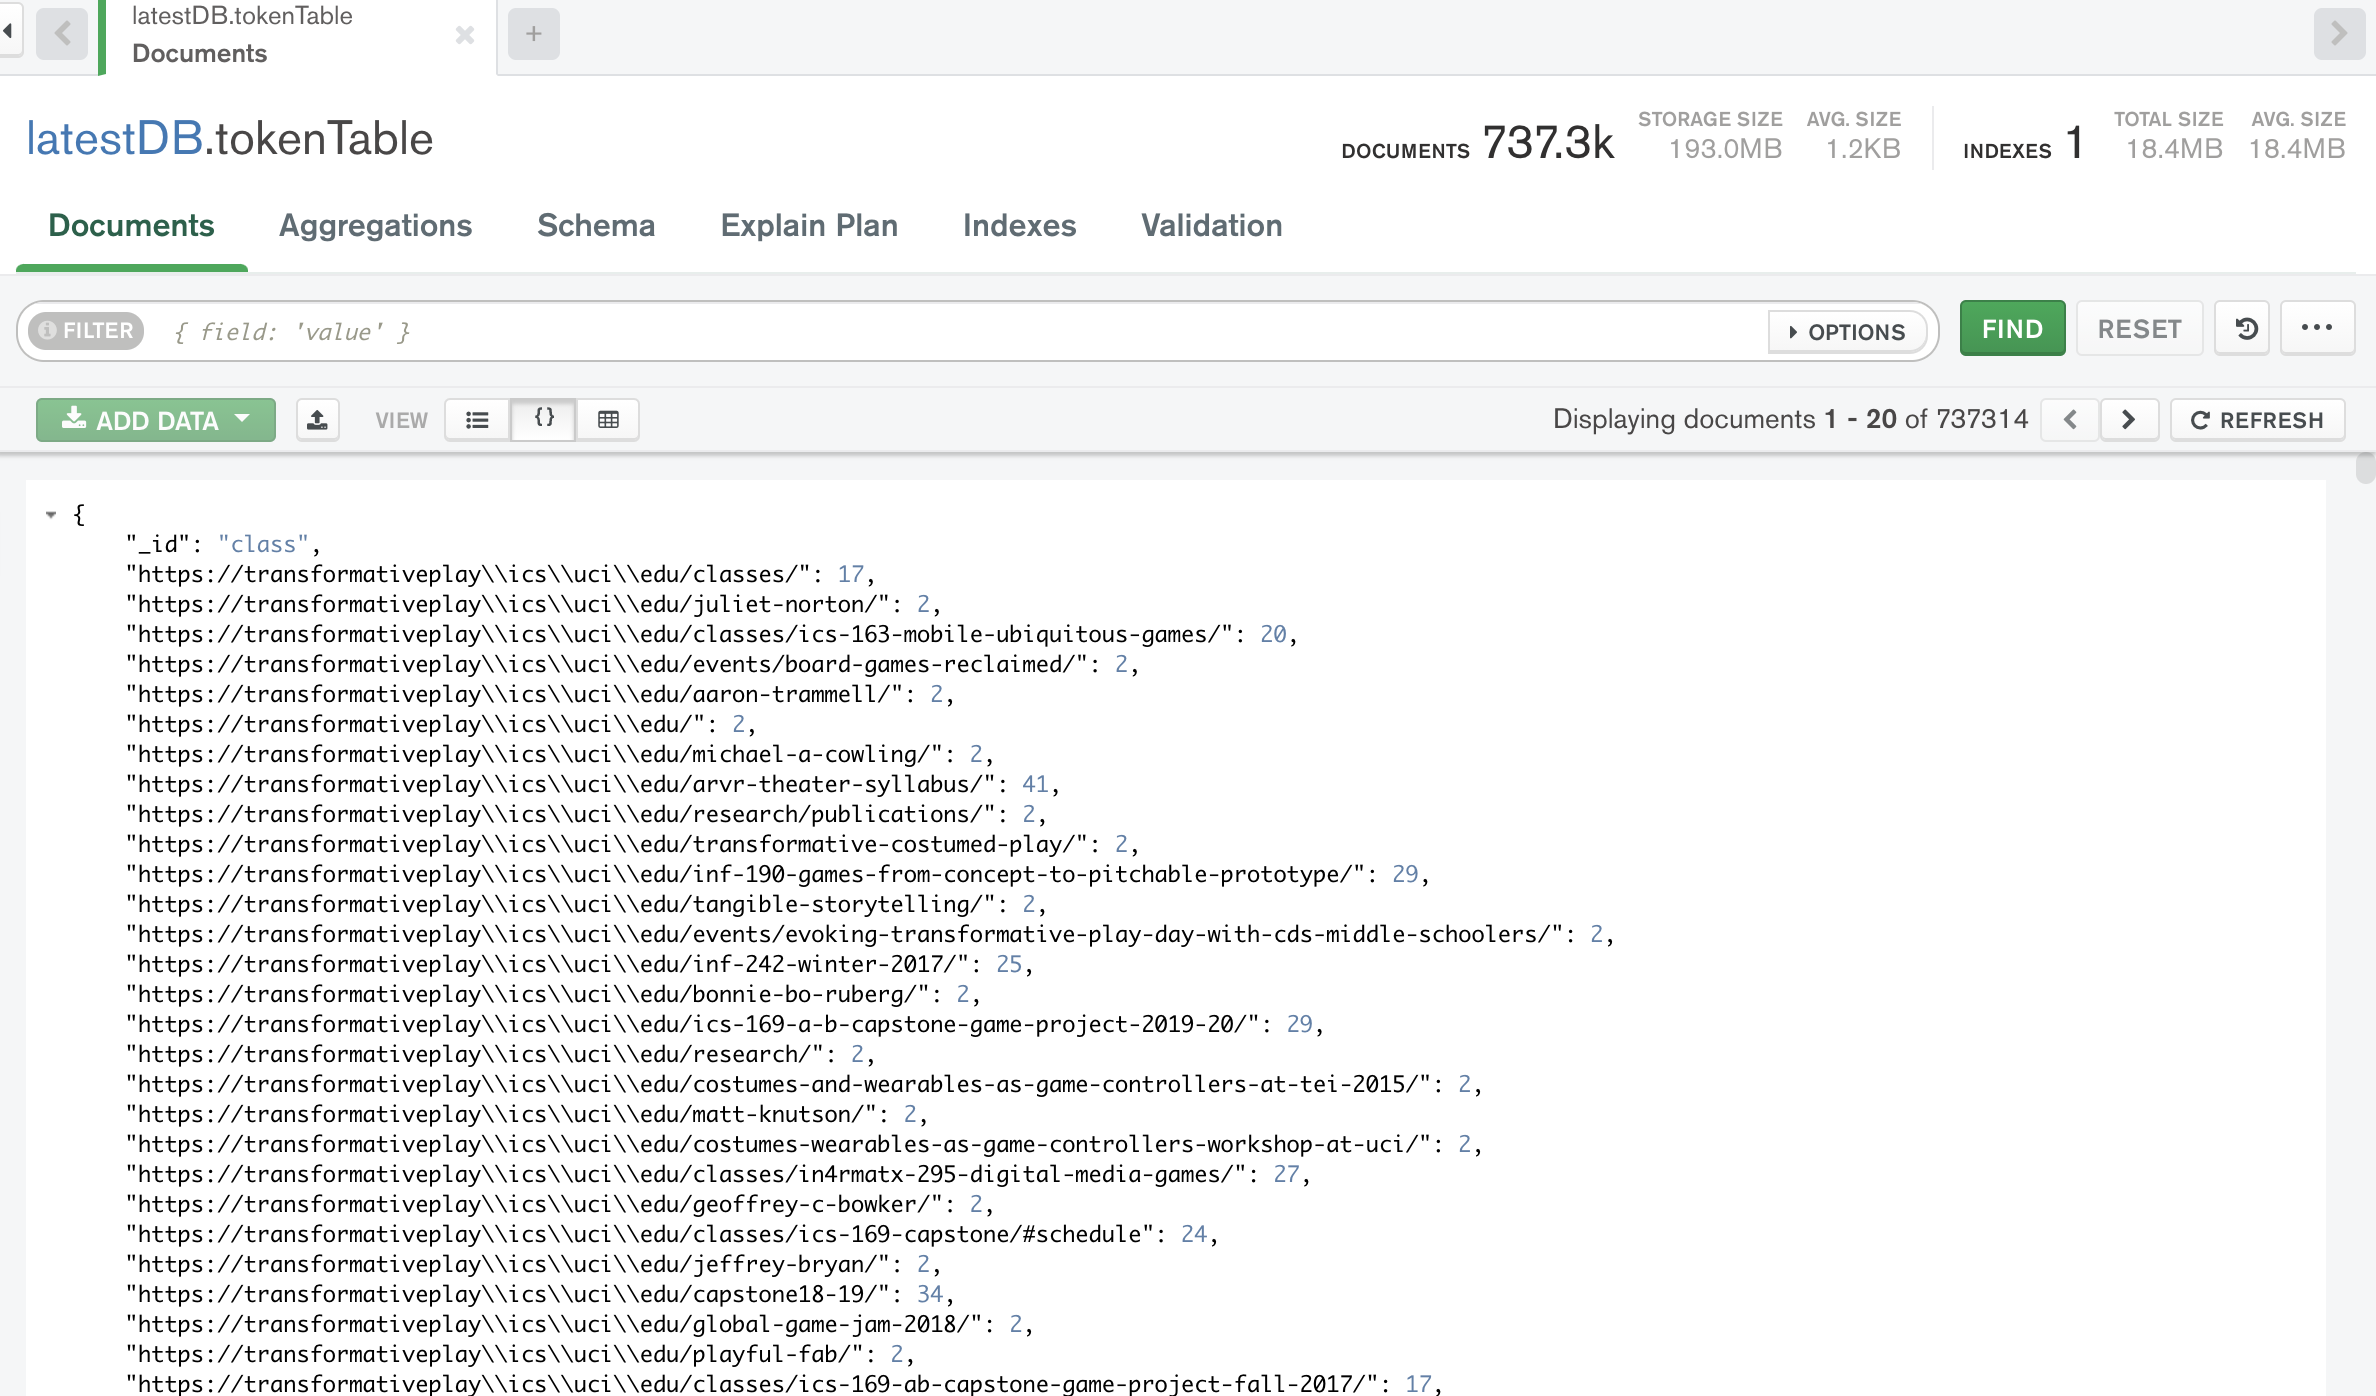 latestDB.tokenTable
Documents
latestDB.tokenTable
DOCUMENTS 737.3k STORAGE SIZE 193.0MB AVG. SIZE 1.2KB INDEXES 1 TOTAL SIZE 18.4MB AVG. SIZE 18.4MB
Documents Aggregations Schema Explain Plan Indexes Validation
FILTER { field: 'value' } OPTIONS FIND RESET
ADD DATA VIEW {} Displaying documents 1 - 20 of 737314 REFRESH
{
"_id": "class",
"https://transformativeplay\\ics\\uci\\edu/classes/": 17,
"https://transformativeplay\\ics\\uci\\edu/juliet-norton/": 2,
"https://transformativeplay\\ics\\uci\\edu/classes/ics-163-mobile-ubiquitous-games/": 20,
"https://transformativeplay\\ics\\uci\\edu/events/board-games-reclaimed/": 2,
"https://transformativeplay\\ics\\uci\\edu/aaron-trammell/": 2,
"https://transformativeplay\\ics\\uci\\edu/": 2,
"https://transformativeplay\\ics\\uci\\edu/michael-a-cowling/": 2,
"https://transformativeplay\\ics\\uci\\edu/arvr-theater-syllabus/": 41,
"https://transformativeplay\\ics\\uci\\edu/research/publications/": 2,
"https://transformativeplay\\ics\\uci\\edu/transformative-costumed-play/": 2,
"https://transformativeplay\\ics\\uci\\edu/inf-190-games-from-concept-to-pitchable-prototype/": 29,
"https://transformativeplay\\ics\\uci\\edu/tangible-storytelling/": 2,
"https://transformativeplay\\ics\\uci\\edu/events/evoking-transformative-play-day-with-cds-middle-schoolers/": 2,
"https://transformativeplay\\ics\\uci\\edu/inf-242-winter-2017/": 25,
"https://transformativeplay\\ics\\uci\\edu/bonnie-bo-ruberg/": 2,
"https://transformativeplay\\ics\\uci\\edu/ics-169-a-b-capstone-game-project-2019-20/": 29,
"https://transformativeplay\\ics\\uci\\edu/research/": 2,
"https://transformativeplay\\ics\\uci\\edu/costumes-and-wearables-as-game-controllers-at-tei-2015/": 2,
"https://transformativeplay\\ics\\uci\\edu/matt-knutson/": 2,
"https://transformativeplay\\ics\\uci\\edu/costumes-wearables-as-game-controllers-workshop-at-uci/": 2,
"https://transformativeplay\\ics\\uci\\edu/classes/in4rmatx-295-digital-media-games/": 27,
"https://transformativeplay\\ics\\uci\\edu/geoffrey-c-bowker/": 2,
"https://transformativeplay\\ics\\uci\\edu/classes/ics-169-capstone/#schedule": 24,
"https://transformativeplay\\ics\\uci\\edu/jeffrey-bryan/": 2,
"https://transformativeplay\\ics\\uci\\edu/capstone18-19/": 34,
"https://transformativeplay\\ics\\uci\\edu/global-game-jam-2018/": 2,
"https://transformativeplay\\ics\\uci\\edu/playful-fab/": 2,
"https://transformativeplay\\ics\\uci\\edu/classes/ics-169-ab-capstone-game-project-fall-2017/": 17,